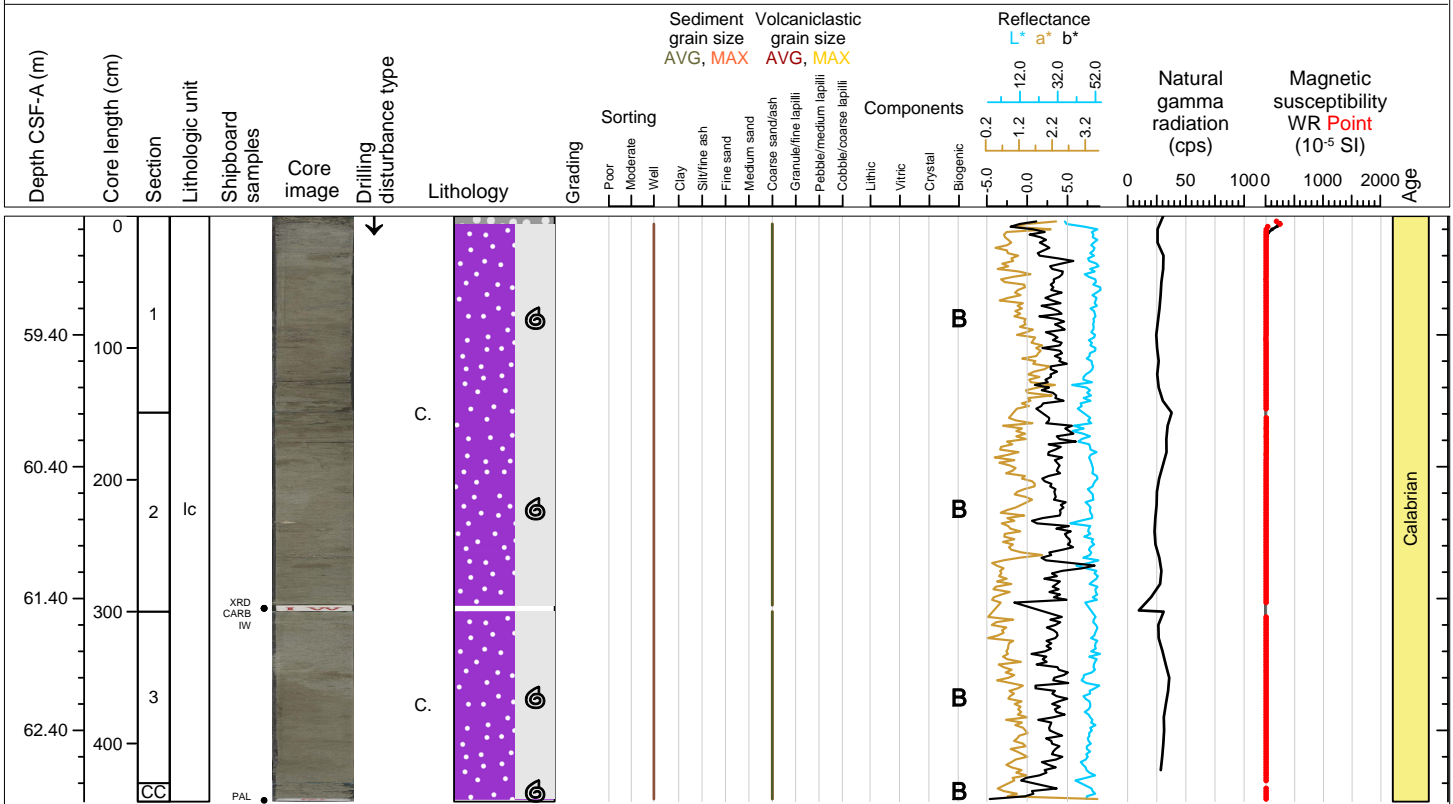 Depth CSF-A (m)
Core length (cm)
Section
Lithologic unit
Shipboard
samples
Core
image
Drilling
disturbance type
Lithology
Grading
Sorting
Poor
Moderate
Well
Sediment
grain size
AVG, MAX
Volcaniclastic
grain size
AVG, MAX
Clay
Silt/fine ash
Fine sand
Medium sand
Coarse sand/ash
Granule/fine lapilli
Pebble/medium lapilli
Cobble/coarse lapilli
Components
Lithic
Vitric
Crystal
Biogenic
Reflectance
L* a* b*
12.0 32.0 52.0
0.2 1.2 2.2 3.2
-5.0 0.0 5.0
Natural
gamma
radiation
(cps)
0 50 100
Magnetic
susceptibility
WR Point
(10-5 SI)
0 1000 2000
Age
59.40
60.40
61.40
62.40
0
100
200
300
400
1
2
3
CC
Ic
XRD
CARB
IW
PAL
I W
C.
C.
B
B
B
B
Calabrian